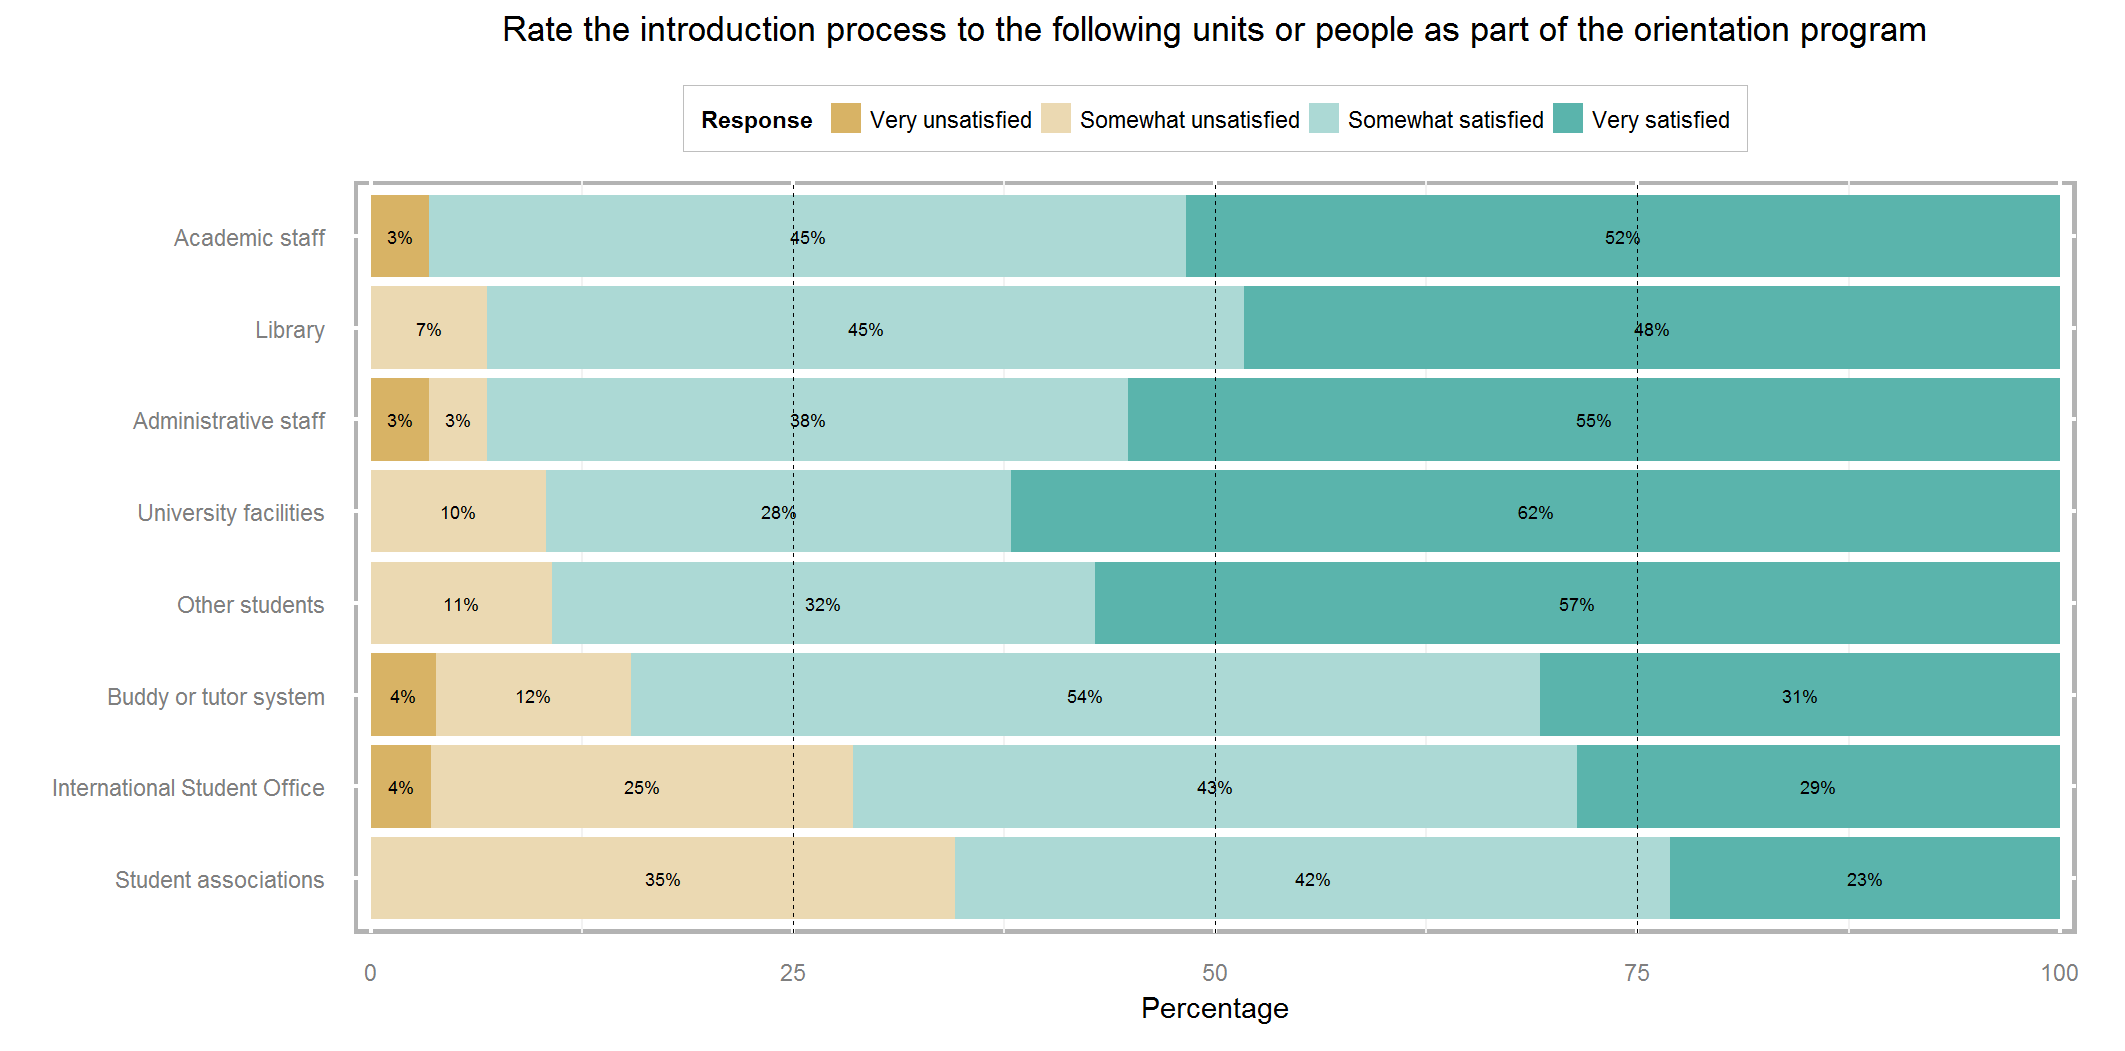 Rate the introduction process to the following units or people as part of the orientation program
Response Very unsatisfied Somewhat unsatisfied Somewhat satisfied Very satisfied
Academic staff 3% 45% 52%
Library 7% 45% 48%
Administrative staff 3% 3% 38% 55%
University facilities 10% 28% 62%
Other students 11% 32% 57%
Buddy or tutor system 4% 12% 54% 31%
International Student Office 4% 25% 43% 29%
Student associations 35% 42% 23%
0 25 50 75 100
Percentage